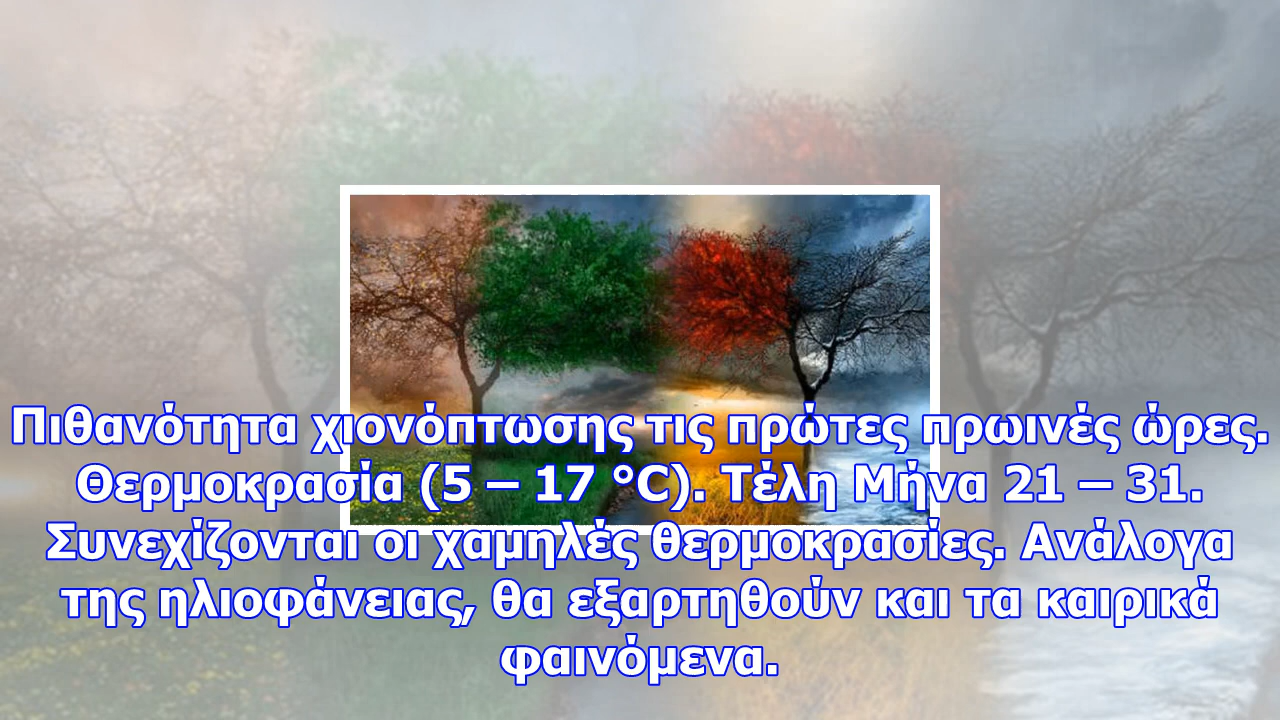 Πιθανότητα χιονόπτωσης τις πρώτες πρωινές ώρες.
Θερμοκρασία (5 – 17 °C). Τέλη Μήνα 21 – 31.
Συνεχίζονται οι χαμηλές θερμοκρασίες. Ανάλογα
της ηλιοφάνειας, θα εξαρτηθούν και τα καιρικά
φαινόμενα.